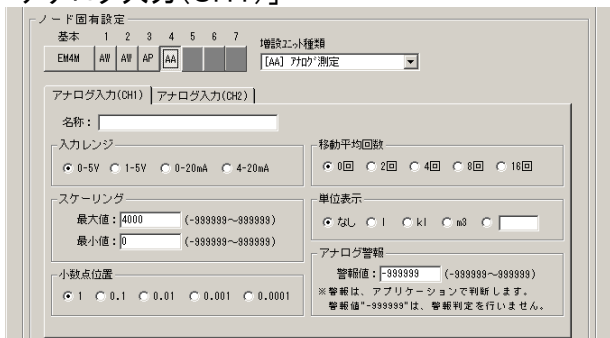 アナログ入力(CH1)」
ノード固有設定
基本 1 2 3 4 5 6 7
EM4M AW AW AP AA
増設ユニット種類
[AA] アナログ測定
アナログ入力(CH1) アナログ入力(CH2)
名称:
入力レンジ
0-5V 1-5V 0-20mA 4-20mA
移動平均回数
0回 2回 4回 8回 16回
スケーリング
最大値: 4000 (-999999~999999)
最小値: 0 (-999999~999999)
単位表示
なし l kl m3
小数点位置
1 0.1 0.01 0.001 0.0001
アナログ警報
警報値: -999999 (-999999~999999)
※警報は、アプリケーションで判断します。
警報値"-999999"は、警報判定を行いません。